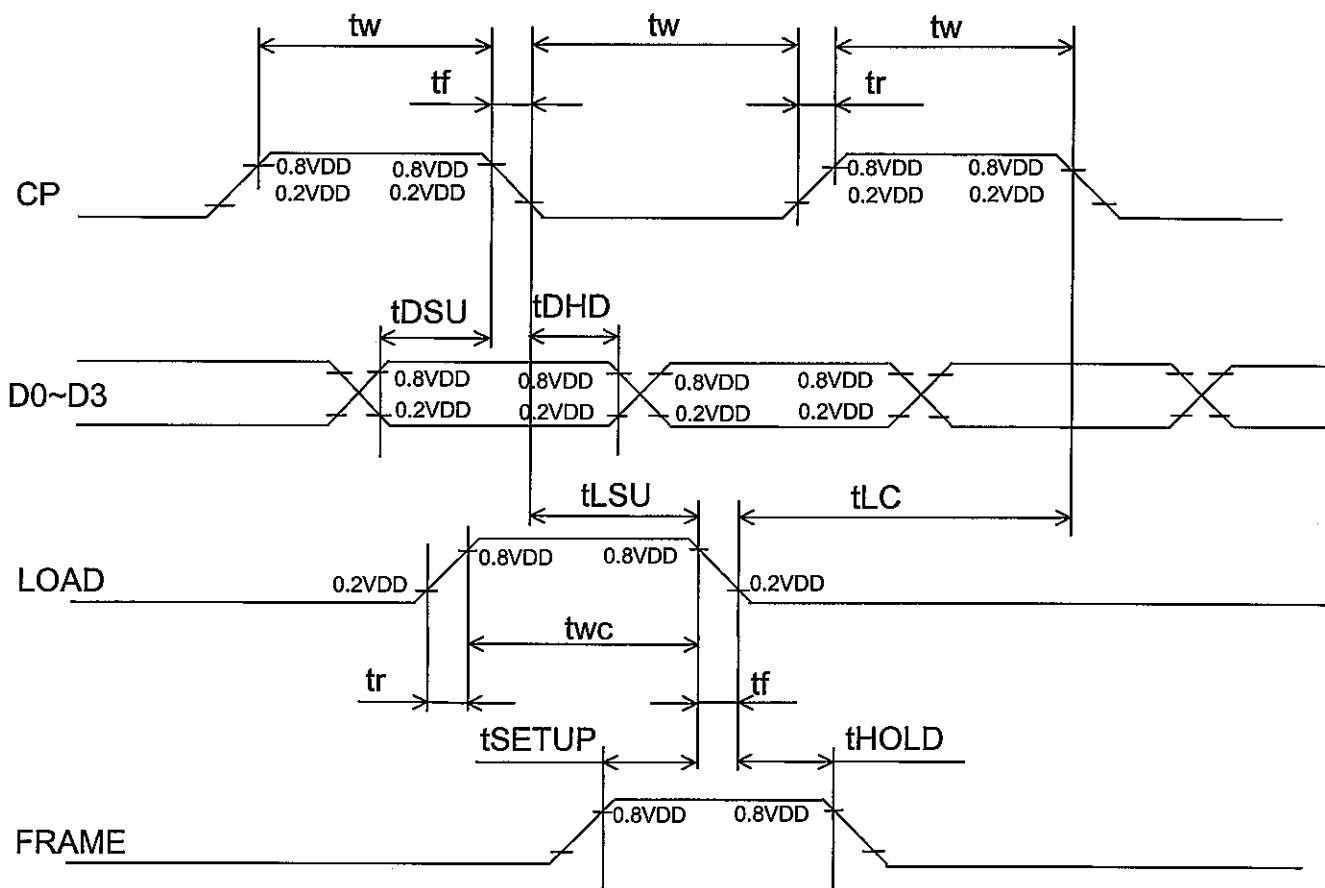 tw tw tw
tf tr
CP 0.8VDD 0.8VDD 0.8VDD 0.8VDD
0.2VDD 0.2VDD 0.2VDD 0.2VDD
tDSU tDHD
D0~D3 0.8VDD 0.8VDD 0.8VDD 0.8VDD
0.2VDD 0.2VDD 0.2VDD 0.2VDD
tLSU tLC
0.8VDD 0.8VDD
LOAD 0.2VDD 0.2VDD
twc
tr tf
tSETUP tHOLD
0.8VDD 0.8VDD
FRAME